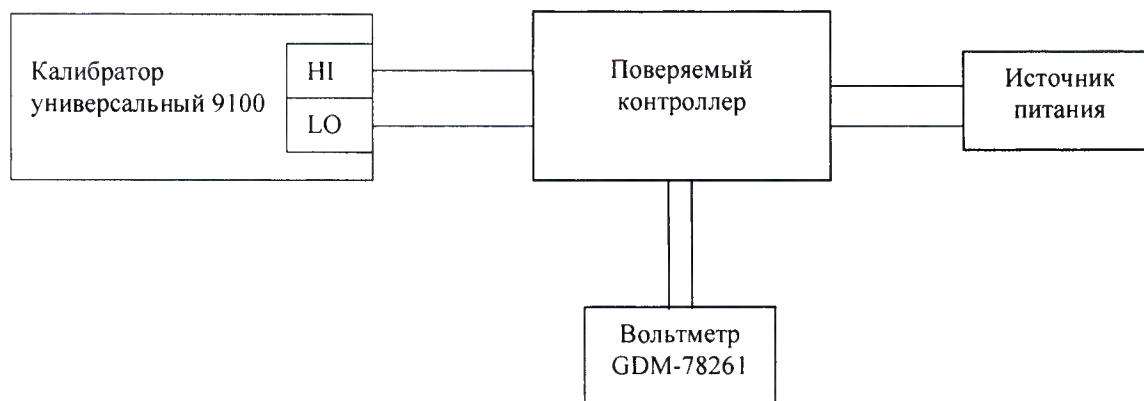 Калибратор
универсальный 9100
HI
LO
Поверяемый
контроллер
Источник
питания
Вольтметр
GDM-78261